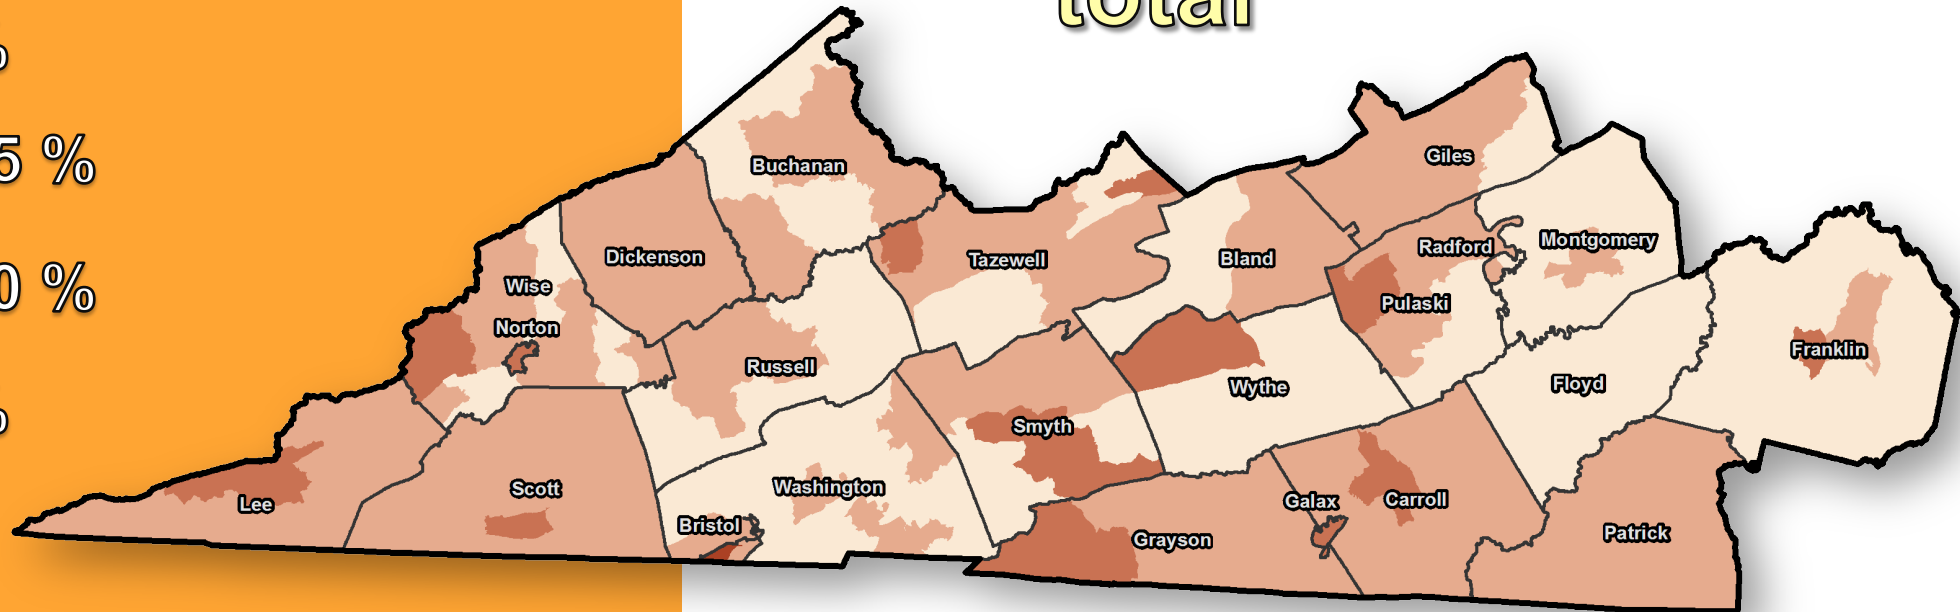 total
5 %
0 %
Buchanan
Giles
Dickenson
Tazewell
Bland
Radford
Montgomery
Wise
Norton
Pulaski
Russell
Wythe
Floyd
Franklin
Smyth
Lee
Scott
Washington
Bristol
Galax
Carroll
Grayson
Patrick